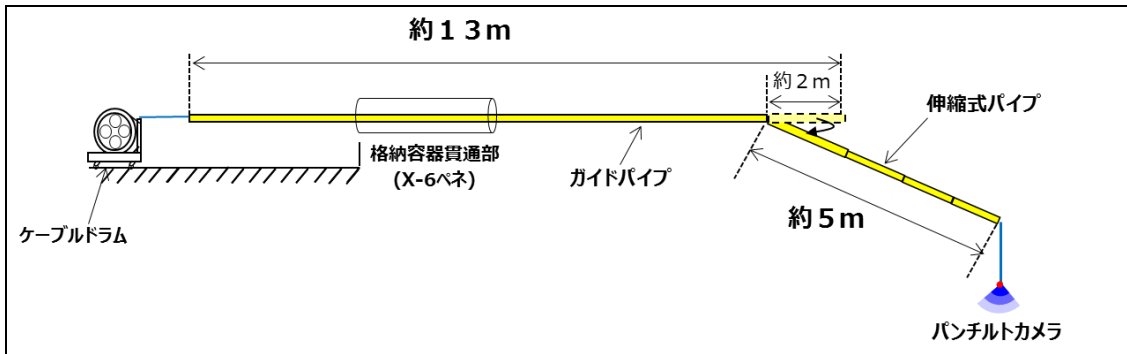 約１３ｍ
約２ｍ
伸縮式パイプ
格納容器貫通部
(X-6ペネ)
ガイドパイプ
約５ｍ
ケーブルドラム
パンチルトカメラ